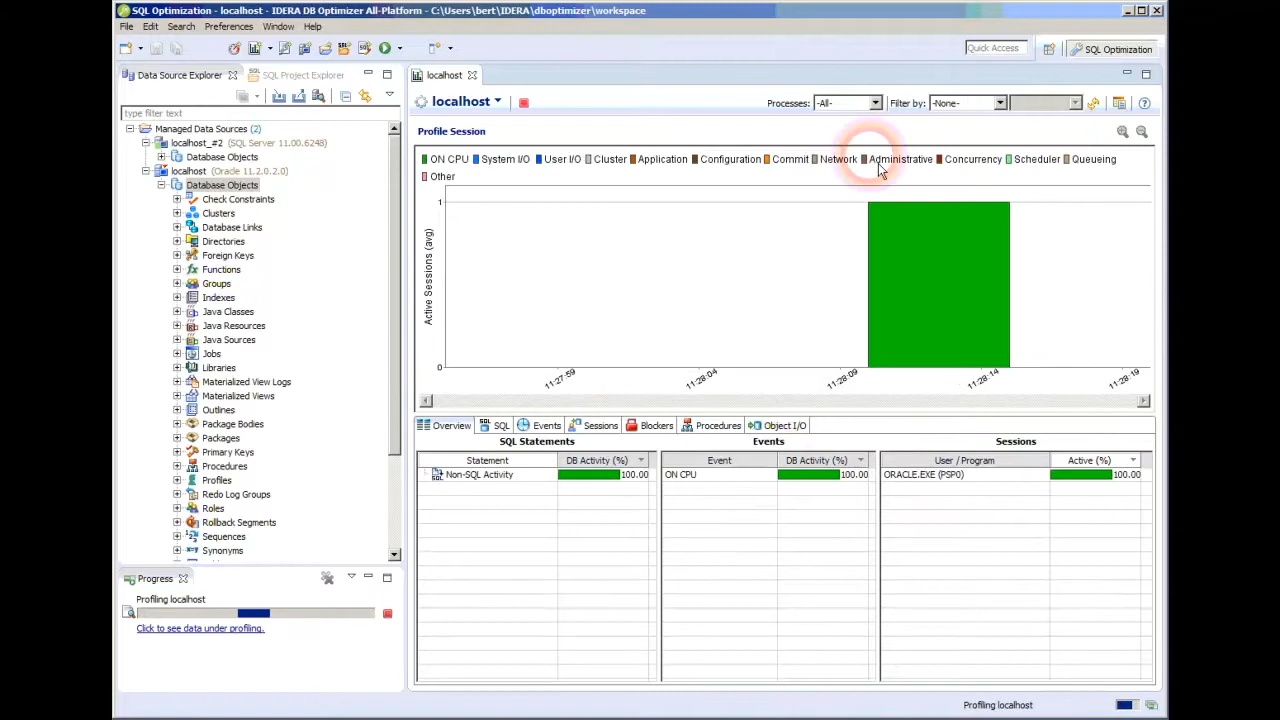 SQL Optimization - localhost - IDERA DB Optimizer All-Platform - C:\Users\bert\IDERA\dboptimizer\workspace
File Edit Search Preferences Window Help
Quick Access SQL Optimization
Data Source Explorer SQL Project Explorer
localhost
type filter text
localhost Processes: -All- Filter by: -None-
Managed Data Sources (2)
localhost_#2 (SQL Server 11.00.6248)
Database Objects
localhost (Oracle 11.2.0.2.0)
Database Objects
Check Constraints
Clusters
Database Links
Directories
Foreign Keys
Functions
Groups
Indexes
Java Classes
Java Resources
Java Sources
Jobs
Libraries
Materialized View Logs
Materialized Views
Outlines
Package Bodies
Packages
Primary Keys
Procedures
Profiles
Redo Log Groups
Roles
Rollback Segments
Sequences
Synonyms
Profile Session
ON CPU System I/O User I/O Cluster Application Configuration Commit Network Administrative Concurrency Scheduler Queueing
Other
Active Sessions (avg)
1
0
11:27:59 11:28:04 11:28:09 11:28:14 11:28:19
Overview SQL Events Sessions Blockers Procedures Object I/O
SQL Statements Events Sessions
Statement DB Activity (%) Event DB Activity (%) User / Program Active (%)
Non-SQL Activity 100.00 ON CPU 100.00 ORACLE.EXE (PSP0) 100.00
Progress
Profiling localhost
Click to see data under profiling.
Profiling localhost